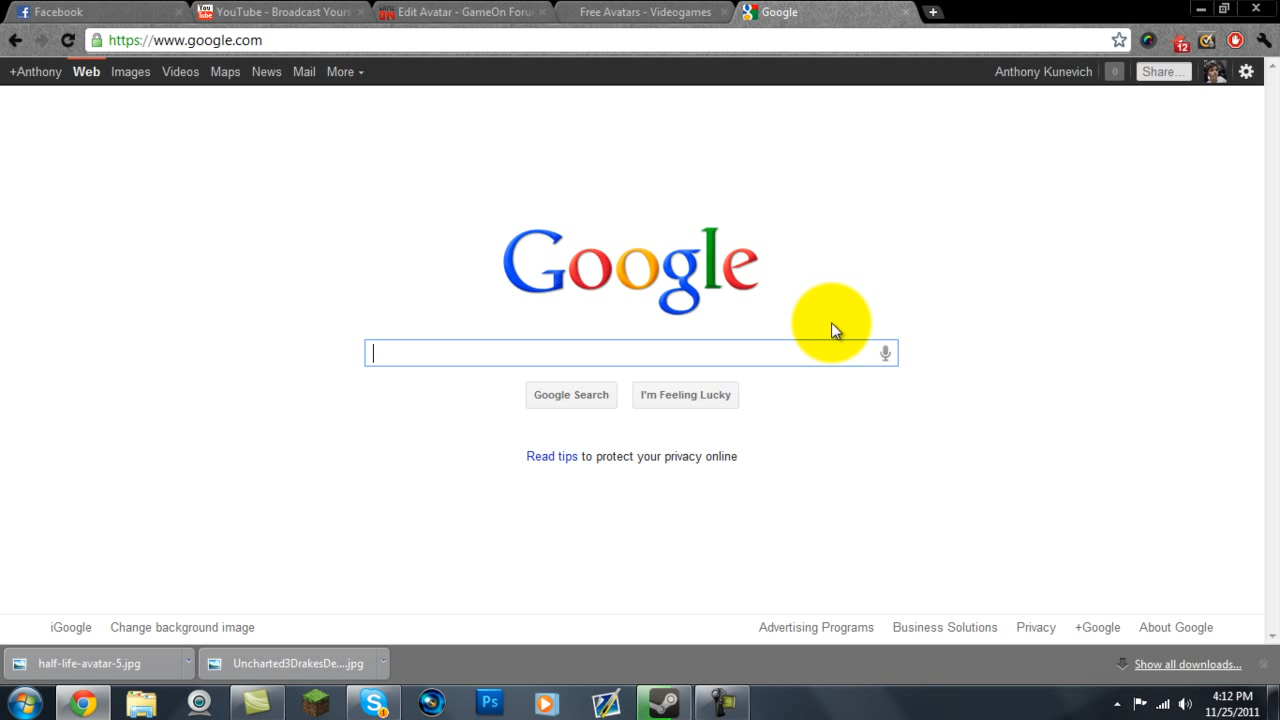 Facebook
YouTube - Broadcast Yours
Edit Avatar - GameOn Foru
Free Avatars - Videogames
Google
https://www.google.com
12
+Anthony Web Images Videos Maps News Mail More
Anthony Kunevich 0 Share...
Google
Google Search
I'm Feeling Lucky
Read tips to protect your privacy online
iGoogle Change background image
Advertising Programs Business Solutions Privacy +Google About Google
half-life-avatar-5.jpg
Uncharted3DrakesDe....jpg
Show all downloads...
Ps
4:12 PM
11/25/2011